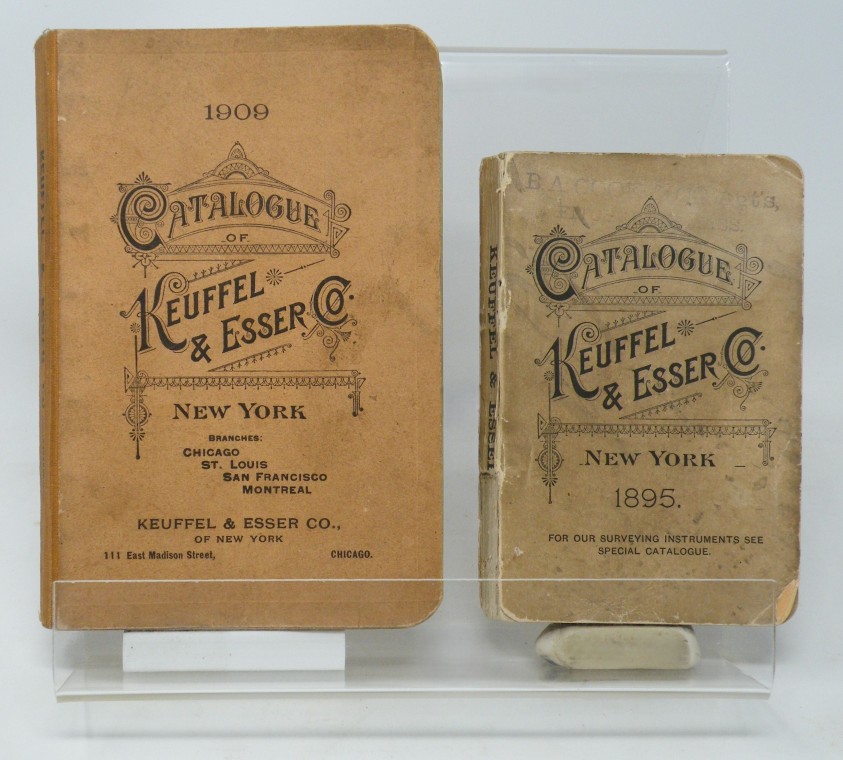 1909
CATALOGUE
OF
KEUFFEL
& ESSER CO.
NEW YORK
BRANCHES:
CHICAGO
ST. LOUIS
SAN FRANCISCO
MONTREAL
KEUFFEL & ESSER CO.,
OF NEW YORK
111 East Madison Street, CHICAGO.
KEUFFEL & ESSE
CATALOGUE
OF
KEUFFEL
& ESSER CO.
NEW YORK
1895.
FOR OUR SURVEYING INSTRUMENTS SEE
SPECIAL CATALOGUE.